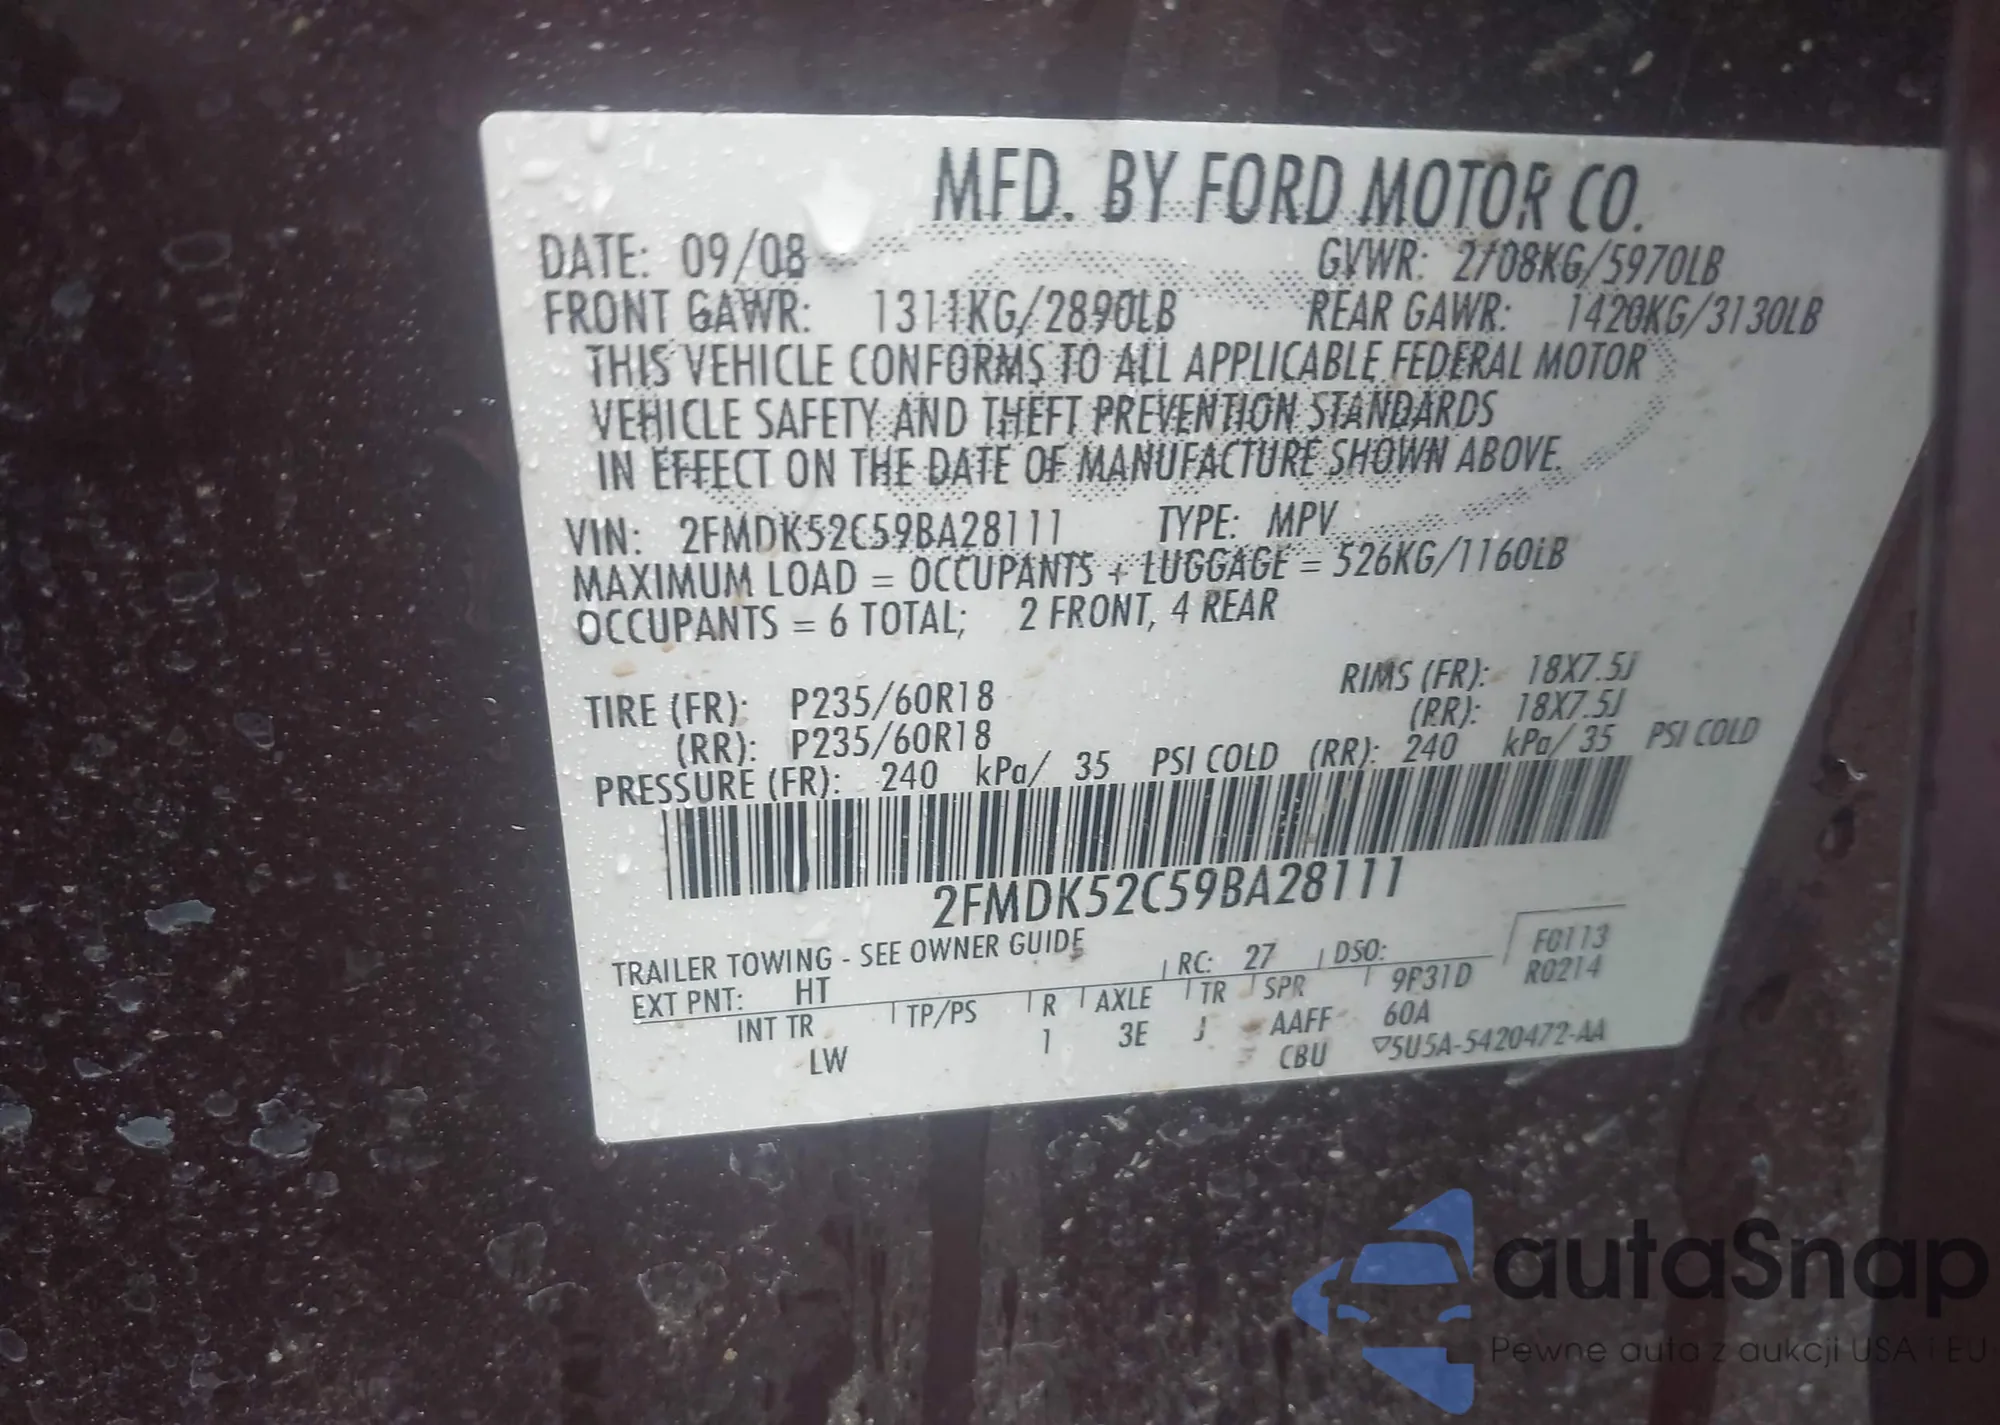 MFD. BY FORD MOTOR CO.
DATE: 09/08 GVWR: 2708KG/5970LB
FRONT GAWR: 1311KG/2890LB REAR GAWR: 1420KG/3130LB
THIS VEHICLE CONFORMS TO ALL APPLICABLE FEDERAL MOTOR
VEHICLE SAFETY AND THEFT PREVENTION STANDARDS
IN EFFECT ON THE DATE OF MANUFACTURE SHOWN ABOVE.
VIN: 2FMDK52C59BA28111 TYPE: MPV
MAXIMUM LOAD = OCCUPANTS + LUGGAGE = 526KG/1160LB
OCCUPANTS = 6 TOTAL; 2 FRONT, 4 REAR
TIRE (FR): P235/60R18 RIMS (FR): 18X7.5J
(RR): P235/60R18 (RR): 18X7.5J
PRESSURE (FR): 240 kPa/ 35 PSI COLD (RR): 240 kPa/ 35 PSI COLD
2FMDK52C59BA28111
TRAILER TOWING - SEE OWNER GUIDE
EXT PNT: HT RC: 27 DSO: F0113
INT TR TP/PS R AXLE TR SPR 9P31D R0214
LW 1 3E J AAFF 60A
CBU ▽5U5A-5420472-AA
autaSnap
Pewne auta z aukcji USA i EU